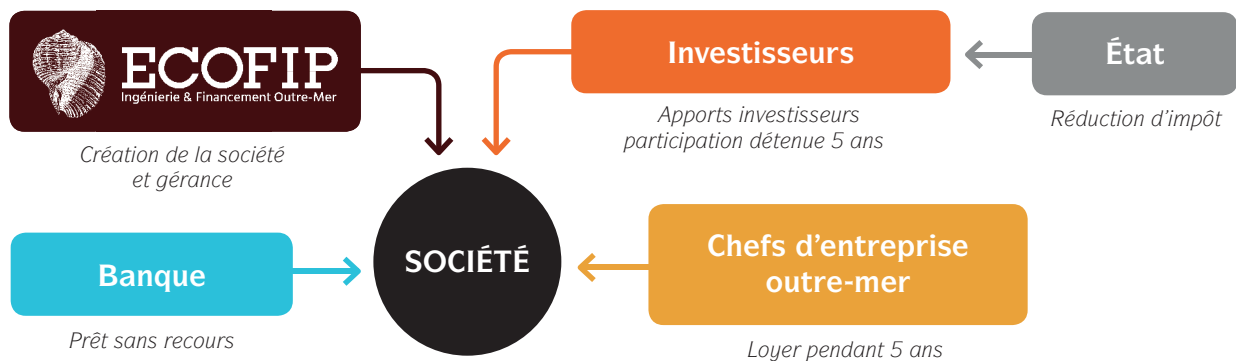 ECOFIP
Ingénierie & Financement Outre-Mer
Création de la société
et gérance
Investisseurs
Apports investisseurs
participation détenue 5 ans
État
Réduction d’impôt
Banque
Prêt sans recours
SOCIÉTÉ
Chefs d’entreprise
outre-mer
Loyer pendant 5 ans